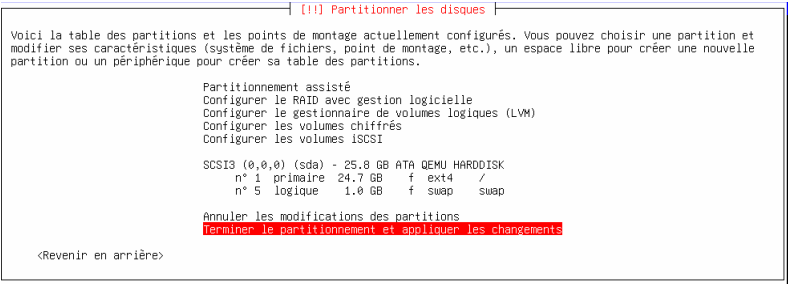 [!!] Partitionner les disques
Voici la table des partitions et les points de montage actuellement configurés. Vous pouvez choisir une partition et
modifier ses caractéristiques (système de fichiers, point de montage, etc.), un espace libre pour créer une nouvelle
partition ou un périphérique pour créer sa table des partitions.
Partitionnement assisté
Configurer le RAID avec gestion logicielle
Configurer le gestionnaire de volumes logiques (LVM)
Configurer les volumes chiffrés
Configurer les volumes iSCSI
SCSI3 (0,0,0) (sda) - 25.8 GB ATA QEMU HARDDISK
n° 1 primaire 24.7 GB f ext4 /
n° 5 logique 1.0 GB f swap swap
Annuler les modifications des partitions
Terminer le partitionnement et appliquer les changements
<Revenir en arrière>